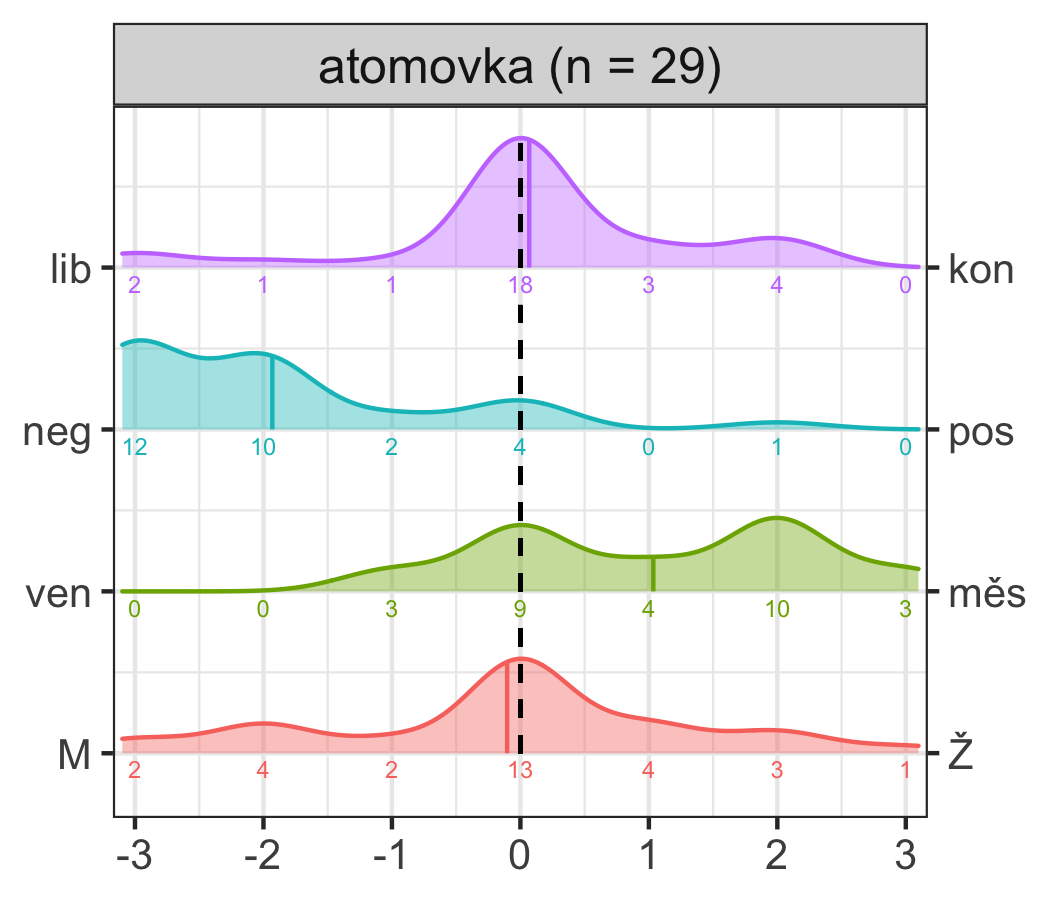 atomovka (n = 29)
lib kon
2 1 1 18 3 4 0
neg pos
12 10 2 4 0 1 0
ven měs
0 0 3 9 4 10 3
M Ž
2 4 2 13 4 3 1
-3 -2 -1 0 1 2 3